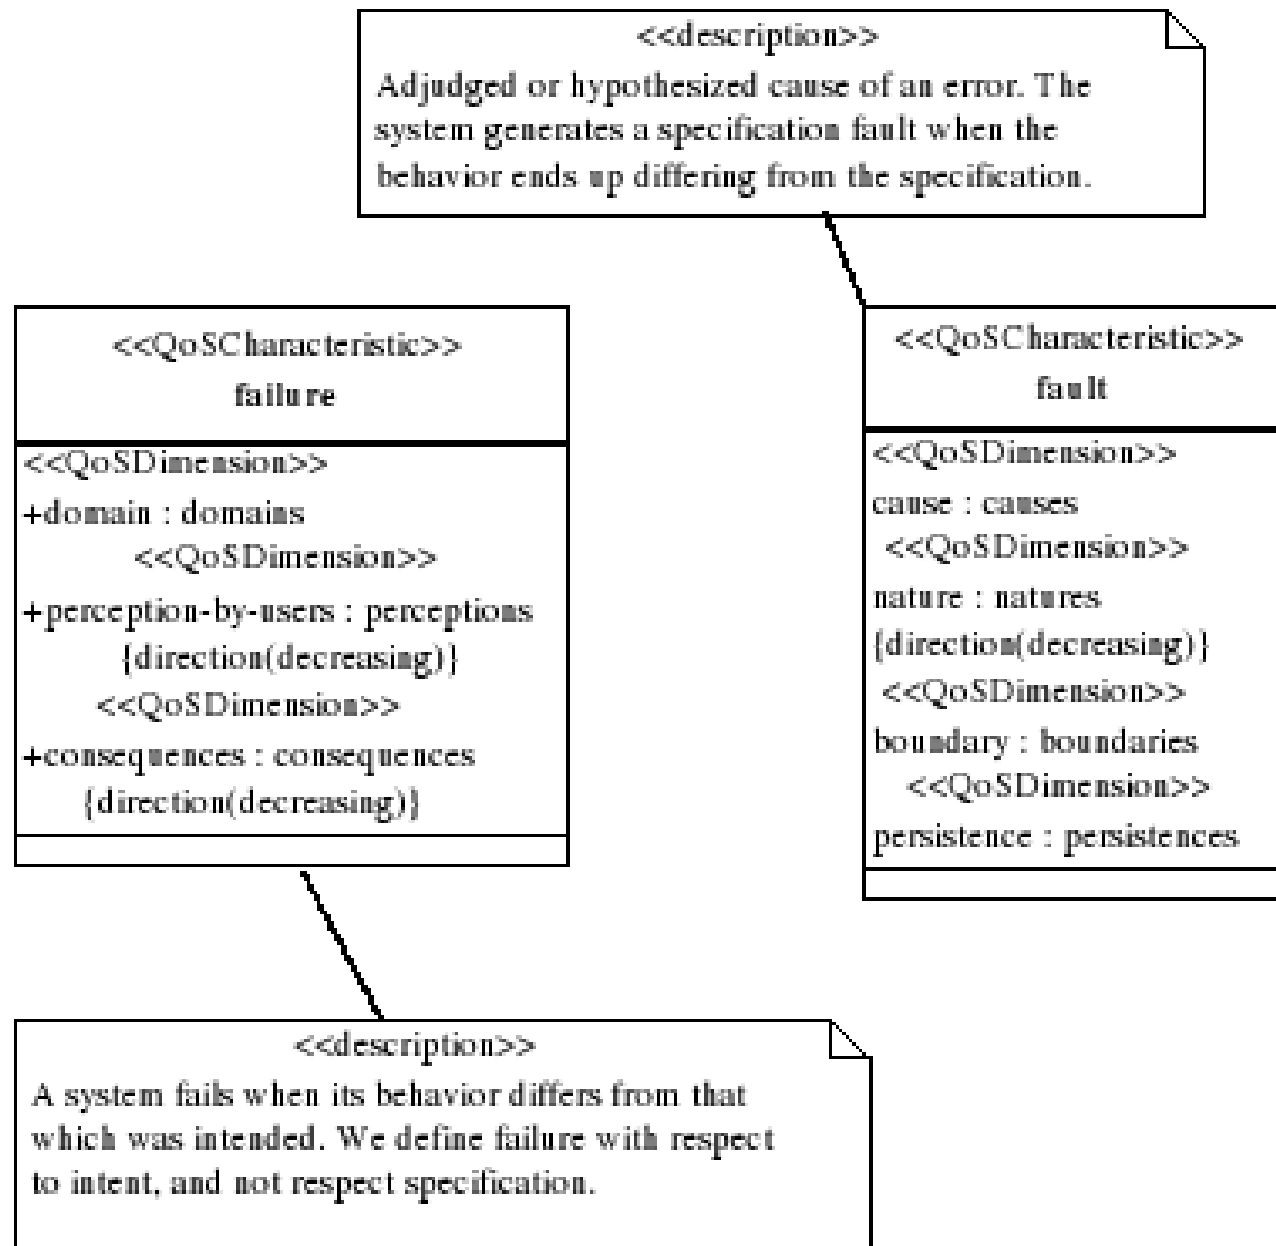 <<description>>
Adjudged or hypothesized cause of an error. The
system generates a specification fault when the
behavior ends up differing from the specification.
<<QoSCharacteristic>>
failure
<<QoSDimension>>
+domain : domains
<<QoSDimension>>
+perception-by-users : perceptions
{direction(decreasing)}
<<QoSDimension>>
+consequences : consequences
{direction(decreasing)}
<<QoSCharacteristic>>
fault
<<QoSDimension>>
cause : causes
<<QoSDimension>>
nature : natures
{direction(decreasing)}
<<QoSDimension>>
boundary : boundaries
<<QoSDimension>>
persistence : persistences
<<description>>
A system fails when its behavior differs from that
which was intended. We define failure with respect
to intent, and not respect specification.